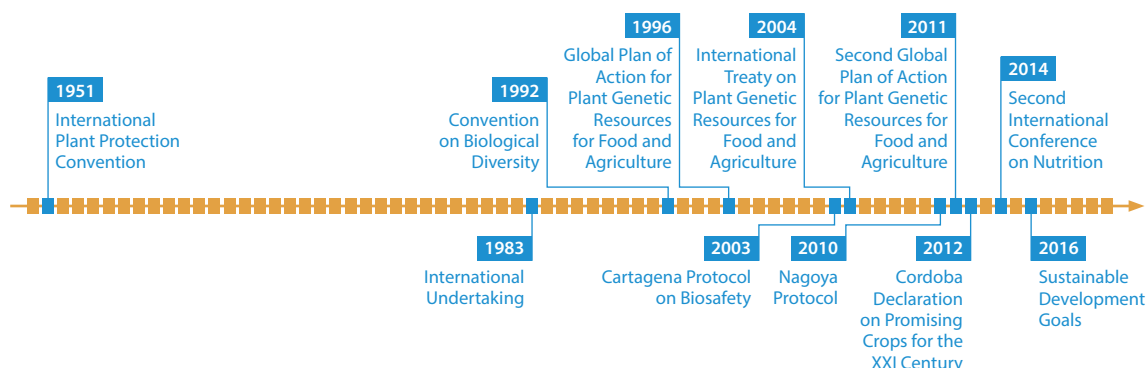 1951
International
Plant Protection
Convention
1983
International
Undertaking
1992
Convention
on Biological
Diversity
1996
Global Plan of
Action for
Plant Genetic
Resources
for Food and
Agriculture
2003
Cartagena Protocol
on Biosafety
2004
International
Treaty on
Plant Genetic
Resources for
Food and
Agriculture
2010
Nagoya
Protocol
2011
Second Global
Plan of Action
for Plant Genetic
Resources for
Food and
Agriculture
2012
Cordoba
Declaration
on Promising
Crops for the
XXI Century
2014
Second
International
Conference
on Nutrition
2016
Sustainable
Development
Goals